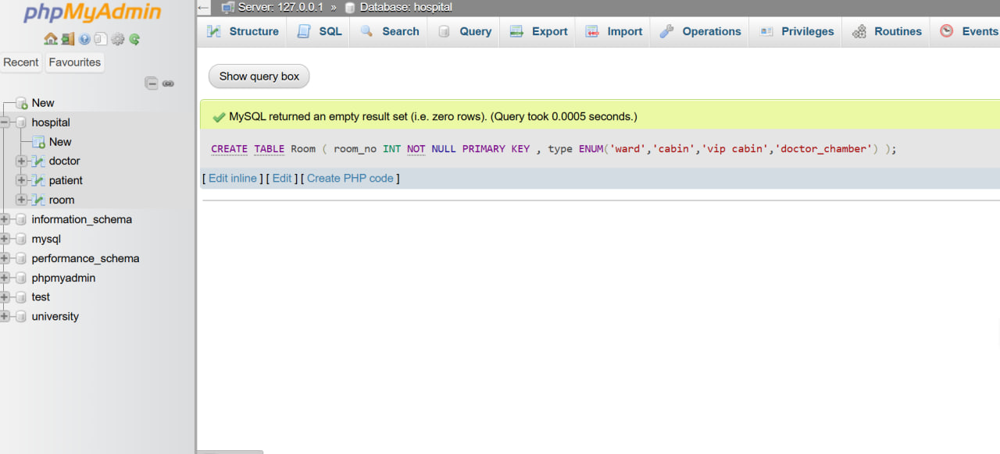 phpMyAdmin
Recent Favourites
New
hospital
New
doctor
patient
room
information_schema
mysql
performance_schema
phpmyadmin
test
university
Server: 127.0.0.1 » Database: hospital
Structure SQL Search Query Export Import Operations Privileges Routines Events
Show query box
MySQL returned an empty result set (i.e. zero rows). (Query took 0.0005 seconds.)
CREATE TABLE Room ( room_no INT NOT NULL PRIMARY KEY , type ENUM('ward','cabin','vip cabin','doctor_chamber') );
[ Edit inline ] [ Edit ] [ Create PHP code ]